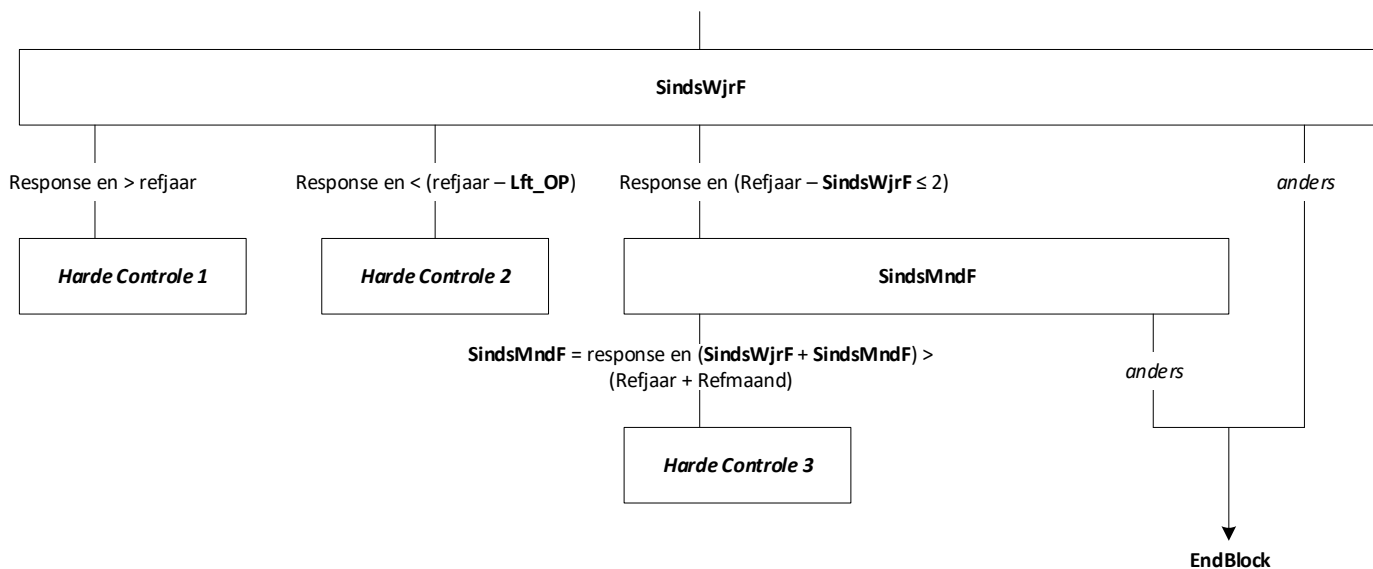 SindsWjrF
Response en > refjaar
Response en < (refjaar – Lft_OP)
Response en (Refjaar – SindsWjrF ≤ 2)
anders
Harde Controle 1
Harde Controle 2
SindsMndF
SindsMndF = response en (SindsWjrF + SindsMndF) >
(Refjaar + Refmaand)
anders
Harde Controle 3
EndBlock